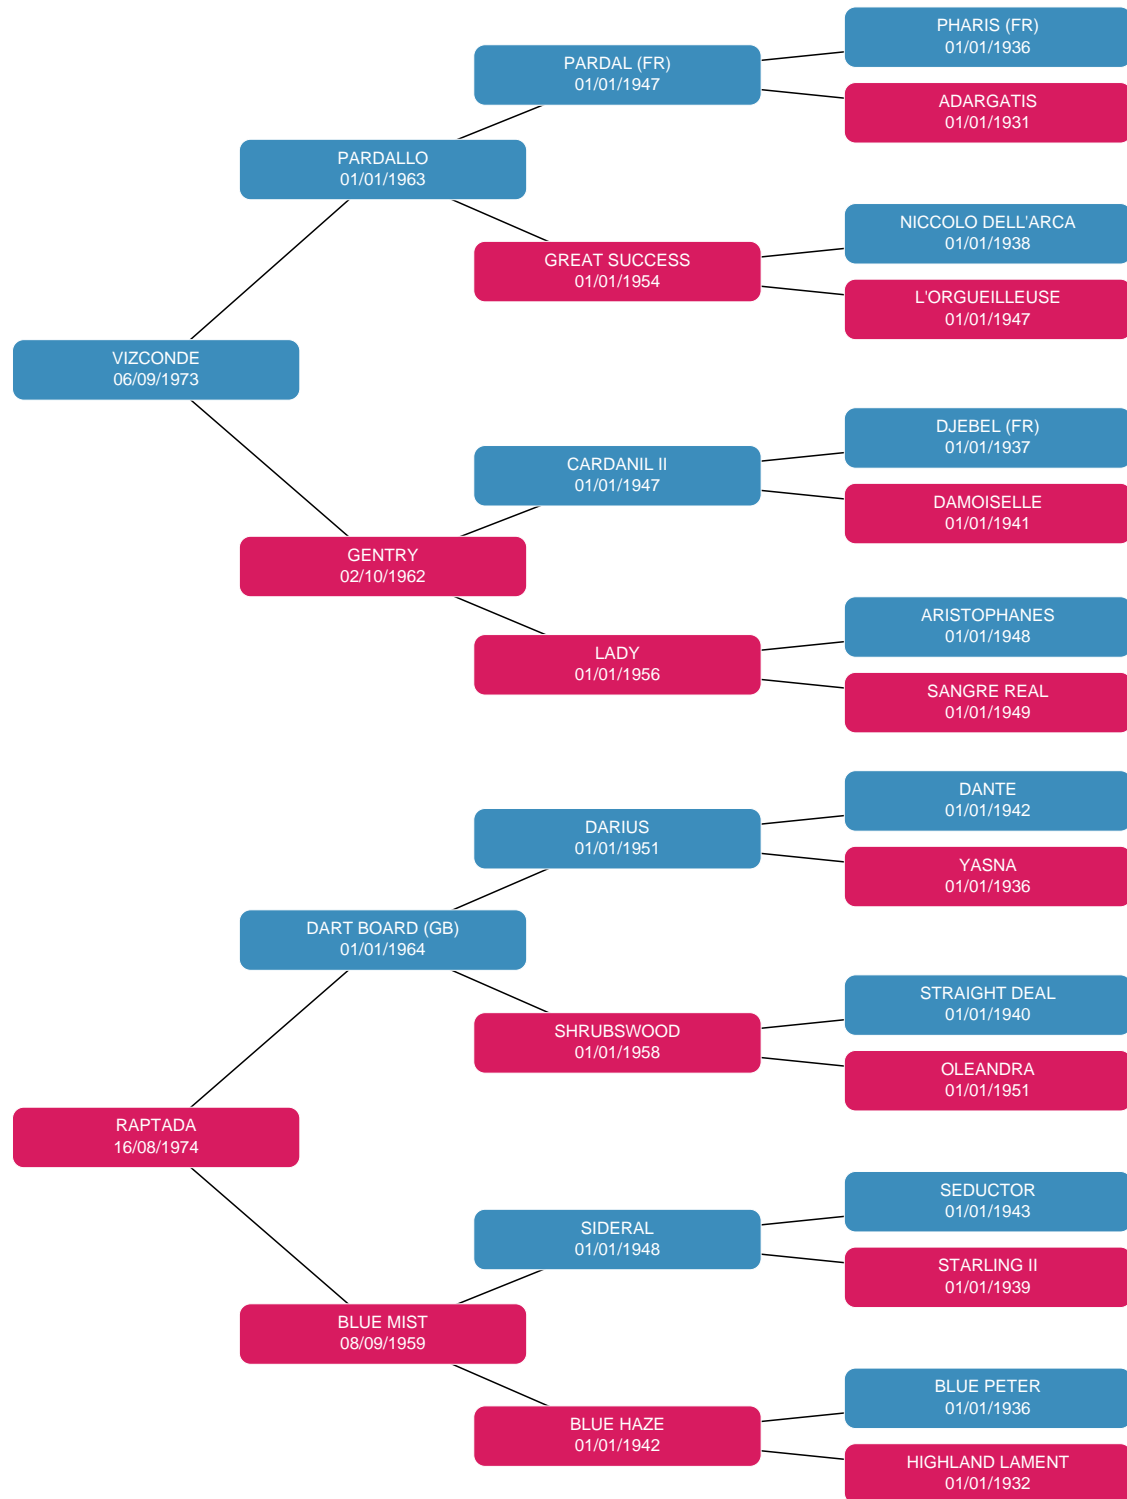 PHARIS (FR)
01/01/1936
PARDAL (FR)
01/01/1947
ADARGATIS
01/01/1931
PARDALLO
01/01/1963
NICCOLO DELL'ARCA
01/01/1938
GREAT SUCCESS
01/01/1954
L'ORGUEILLEUSE
01/01/1947
VIZCONDE
06/09/1973
DJEBEL (FR)
01/01/1937
CARDANIL II
01/01/1947
DAMOISELLE
01/01/1941
GENTRY
02/10/1962
ARISTOPHANES
01/01/1948
LADY
01/01/1956
SANGRE REAL
01/01/1949
DANTE
01/01/1942
DARIUS
01/01/1951
YASNA
01/01/1936
DART BOARD (GB)
01/01/1964
STRAIGHT DEAL
01/01/1940
SHRUBSWOOD
01/01/1958
OLEANDRA
01/01/1951
RAPTADA
16/08/1974
SEDUCTOR
01/01/1943
SIDERAL
01/01/1948
STARLING II
01/01/1939
BLUE MIST
08/09/1959
BLUE PETER
01/01/1936
BLUE HAZE
01/01/1942
HIGHLAND LAMENT
01/01/1932